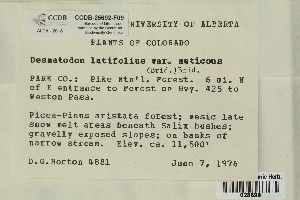 CCDB-25692-F09
UNIVERSITY OF ALBERTA
PLANTS OF COLORADO
Desmatodon latifolius var. muticus
(Brid.) Brid.
PARK CO.: Pike Ntn'l. Forest. 6 mi. W
of E entrance to Forest on Hwy. 425 to
Weston Pass.
Picea-Pinus aristata forest; mesic late
snow melt areas beneath Salix bushes;
gravelly exposed slopes; on banks of
narrow stream. Elev. ca. 11,500'
D.G. Horton 4881 June 7, 1976